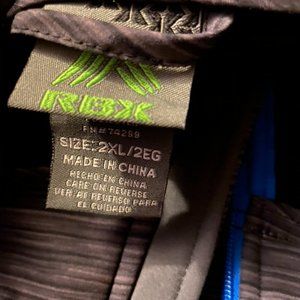 RBX
RN# 74289
SIZE: 2XL/2EG
MADE IN CHINA
HECHO EN CHINA
CARE ON REVERSE
VER AL REVERSO PARA
EL CUIDADO